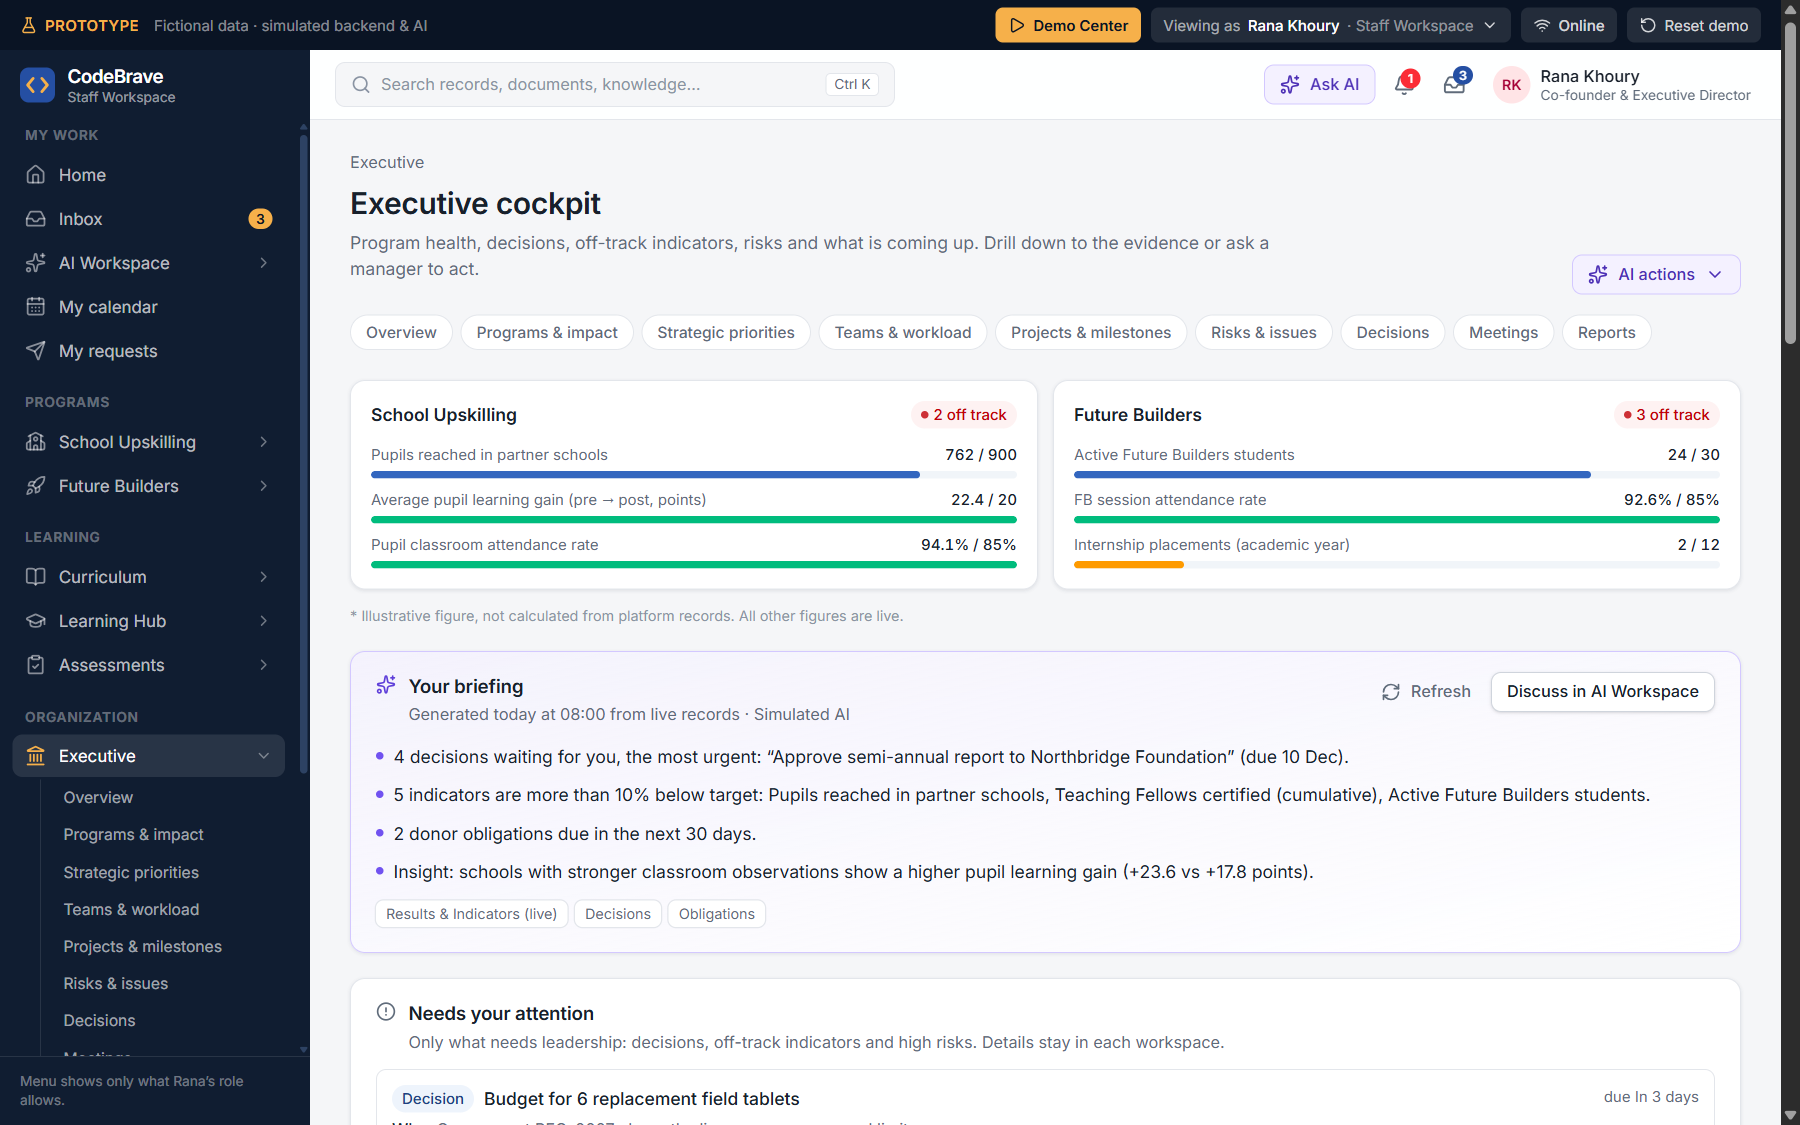 PROTOTYPE Fictional data · simulated backend & AI
Demo Center
Viewing as Rana Khoury · Staff Workspace
Online
Reset demo
CodeBrave
Staff Workspace
Search records, documents, knowledge...
Ctrl K
Ask AI
1
3
RK
Rana Khoury
Co-founder & Executive Director
MY WORK
Home
Inbox 3
AI Workspace
My calendar
My requests
PROGRAMS
School Upskilling
Future Builders
LEARNING
Curriculum
Learning Hub
Assessments
ORGANIZATION
Executive
Overview
Programs & impact
Strategic priorities
Teams & workload
Projects & milestones
Risks & issues
Decisions
Menu shows only what Rana's role
allows.
Executive
Executive cockpit
Program health, decisions, off-track indicators, risks and what is coming up. Drill down to the evidence or ask a
manager to act.
AI actions
Overview
Programs & impact
Strategic priorities
Teams & workload
Projects & milestones
Risks & issues
Decisions
Meetings
Reports
School Upskilling
2 off track
Pupils reached in partner schools 762 / 900
Average pupil learning gain (pre → post, points) 22.4 / 20
Pupil classroom attendance rate 94.1% / 85%
Future Builders
3 off track
Active Future Builders students 24 / 30
FB session attendance rate 92.6% / 85%
Internship placements (academic year) 2 / 12
* Illustrative figure, not calculated from platform records. All other figures are live.
Your briefing
Generated today at 08:00 from live records · Simulated AI
Refresh
Discuss in AI Workspace
• 4 decisions waiting for you, the most urgent: “Approve semi-annual report to Northbridge Foundation” (due 10 Dec).
• 5 indicators are more than 10% below target: Pupils reached in partner schools, Teaching Fellows certified (cumulative), Active Future Builders students.
• 2 donor obligations due in the next 30 days.
• Insight: schools with stronger classroom observations show a higher pupil learning gain (+23.6 vs +17.8 points).
Results & Indicators (live)
Decisions
Obligations
Needs your attention
Only what needs leadership: decisions, off-track indicators and high risks. Details stay in each workspace.
Decision Budget for 6 replacement field tablets
due In 3 days